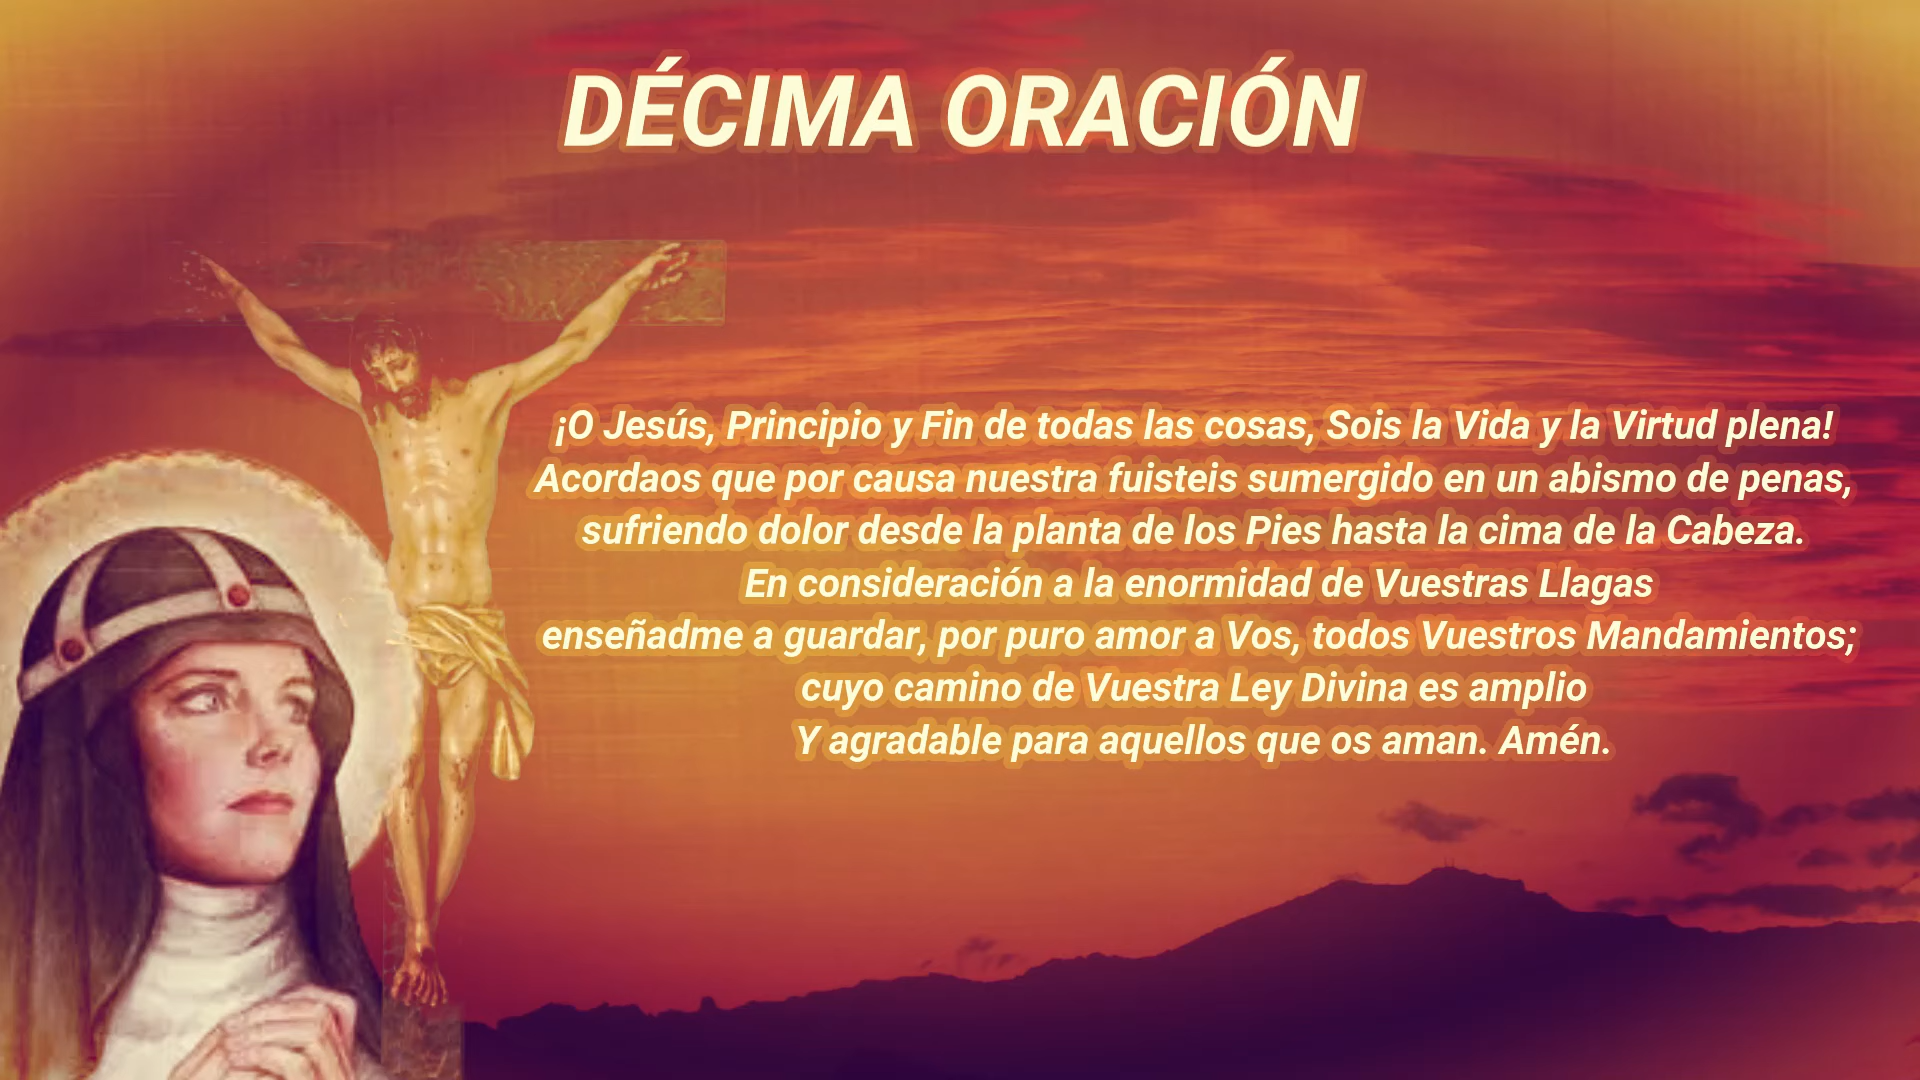 DÉCIMA ORACIÓN
¡O Jesús, Principio y Fin de todas las cosas, Sois la Vida y la Virtud plena!
Acordaos que por causa nuestra fuisteis sumergido en un abismo de penas,
sufriendo dolor desde la planta de los Pies hasta la cima de la Cabeza.
En consideración a la enormidad de Vuestras Llagas
enseñadme a guardar, por puro amor a Vos, todos Vuestros Mandamientos;
cuyo camino de Vuestra Ley Divina es amplio
Y agradable para aquellos que os aman. Amén.